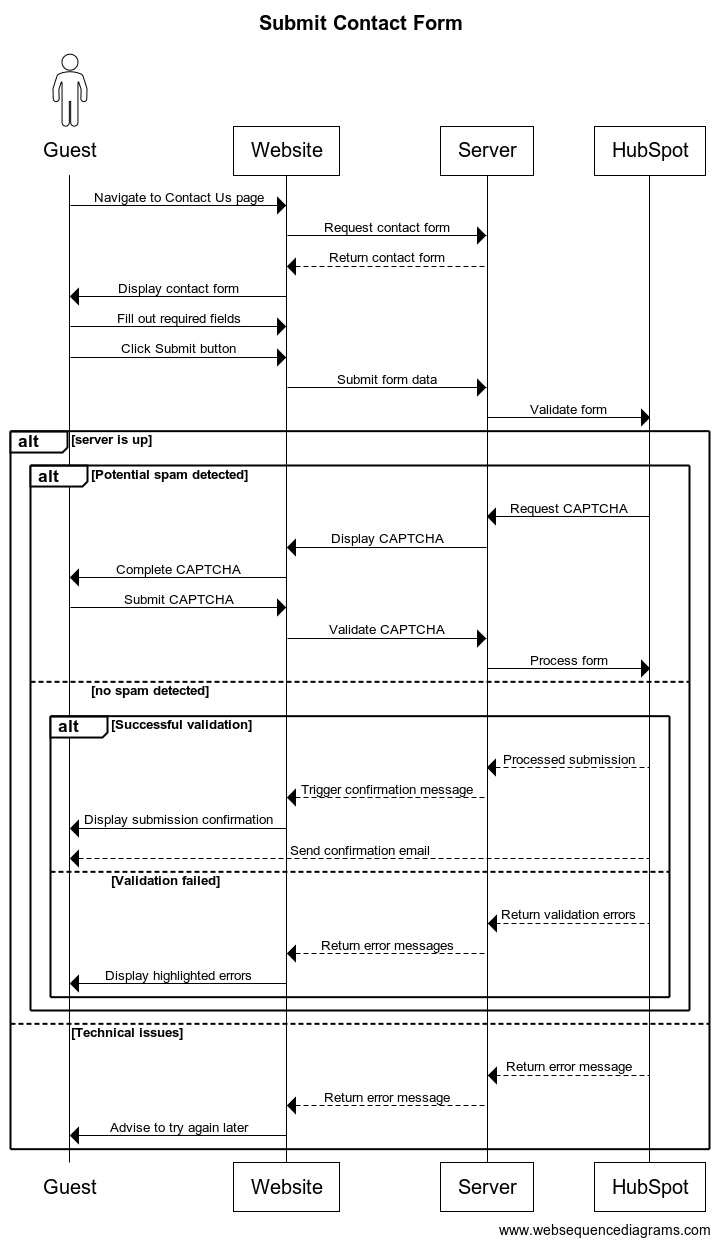 Submit Contact Form
Guest
Website
Server
HubSpot
Navigate to Contact Us page
Request contact form
Return contact form
Display contact form
Fill out required fields
Click Submit button
Submit form data
Validate form
alt [server is up]
alt [Potential spam detected]
Request CAPTCHA
Display CAPTCHA
Complete CAPTCHA
Submit CAPTCHA
Validate CAPTCHA
Process form
[no spam detected]
alt [Successful validation]
Processed submission
Trigger confirmation message
Display submission confirmation
Send confirmation email
[Validation failed]
Return validation errors
Return error messages
Display highlighted errors
[Technical issues]
Return error message
Return error message
Advise to try again later
Guest
Website
Server
HubSpot
www.websequencediagrams.com